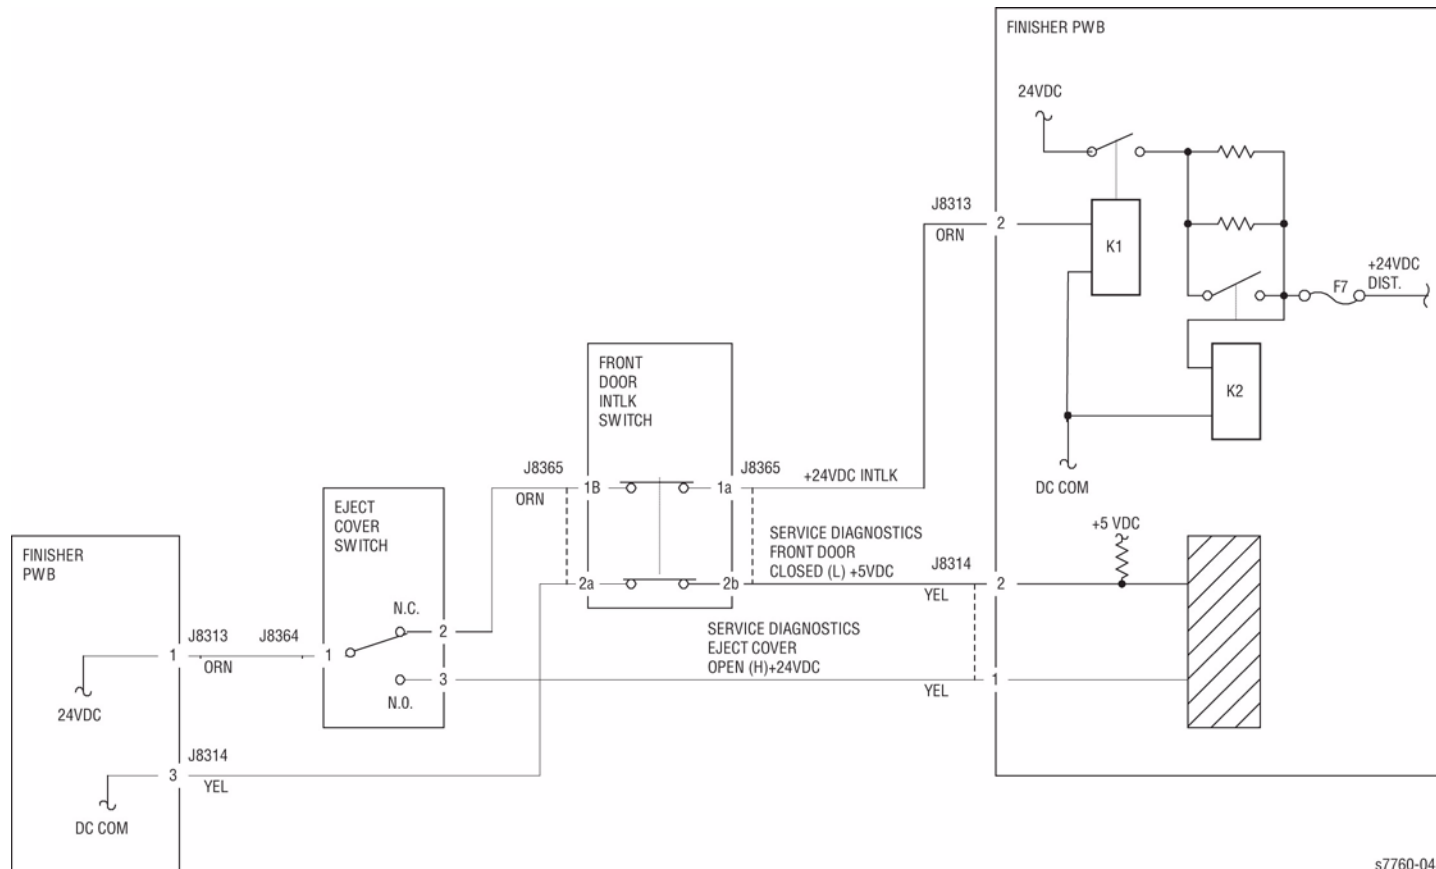 FINISHER PWB
24VDC
J8313
2
ORN
K1
+24VDC
DIST.
F7
K2
DC COM
FRONT
DOOR
INTLK
SWITCH
J8365
1B
ORN
1a
J8365
+24VDC INTLK
2a
2b
SERVICE DIAGNOSTICS
FRONT DOOR
CLOSED (L) +5VDC
+5 VDC
J8314
2
YEL
EJECT
COVER
SWITCH
N.C.
2
1
3
N.O.
SERVICE DIAGNOSTICS
EJECT COVER
OPEN (H)+24VDC
YEL
1
FINISHER
PWB
J8313
J8364
1
ORN
24VDC
J8314
3
YEL
DC COM
s7760-04